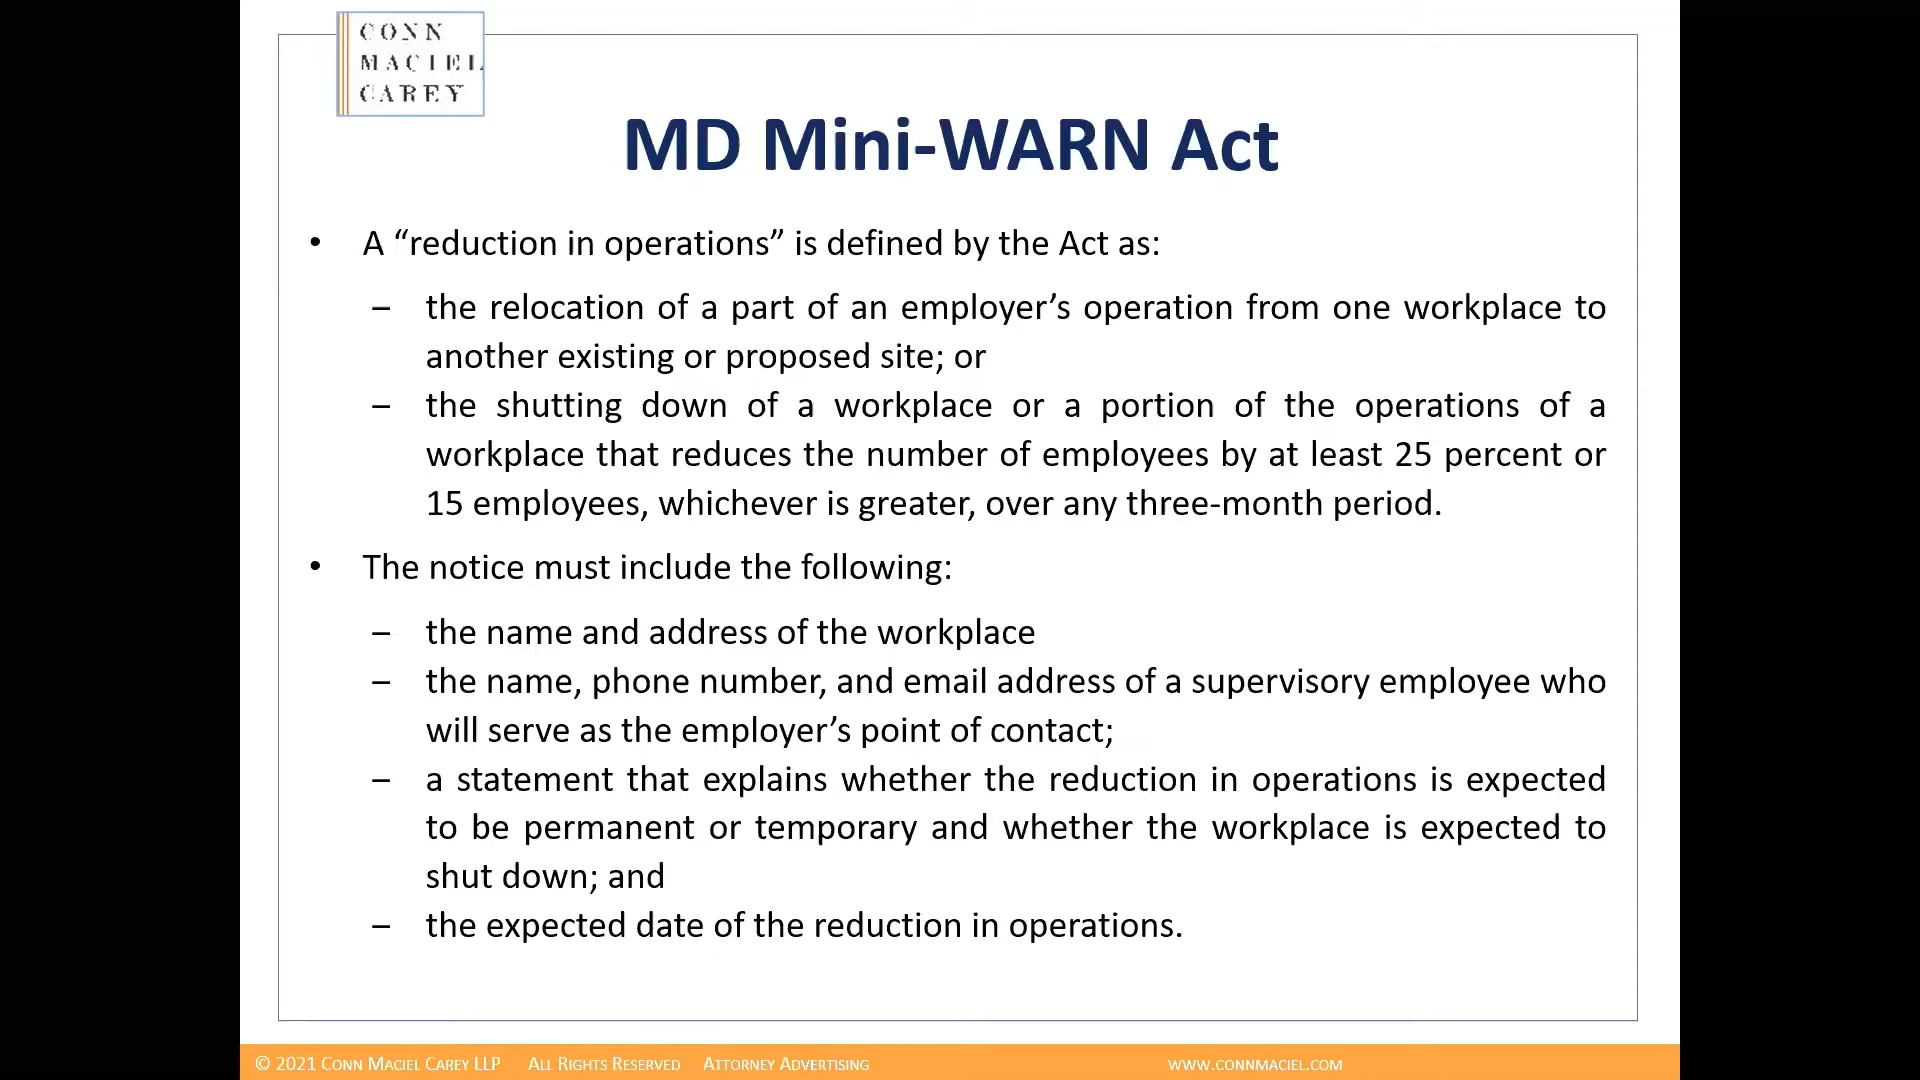 CONN
MACIEL
CAREY
MD Mini-WARN Act
• A “reduction in operations” is defined by the Act as:
– the relocation of a part of an employer’s operation from one workplace to
another existing or proposed site; or
– the shutting down of a workplace or a portion of the operations of a
workplace that reduces the number of employees by at least 25 percent or
15 employees, whichever is greater, over any three-month period.
• The notice must include the following:
– the name and address of the workplace
– the name, phone number, and email address of a supervisory employee who
will serve as the employer’s point of contact;
– a statement that explains whether the reduction in operations is expected
to be permanent or temporary and whether the workplace is expected to
shut down; and
– the expected date of the reduction in operations.
© 2021 CONN MACIEL CAREY LLP ALL RIGHTS RESERVED ATTORNEY ADVERTISING WWW.CONNMACIEL.COM